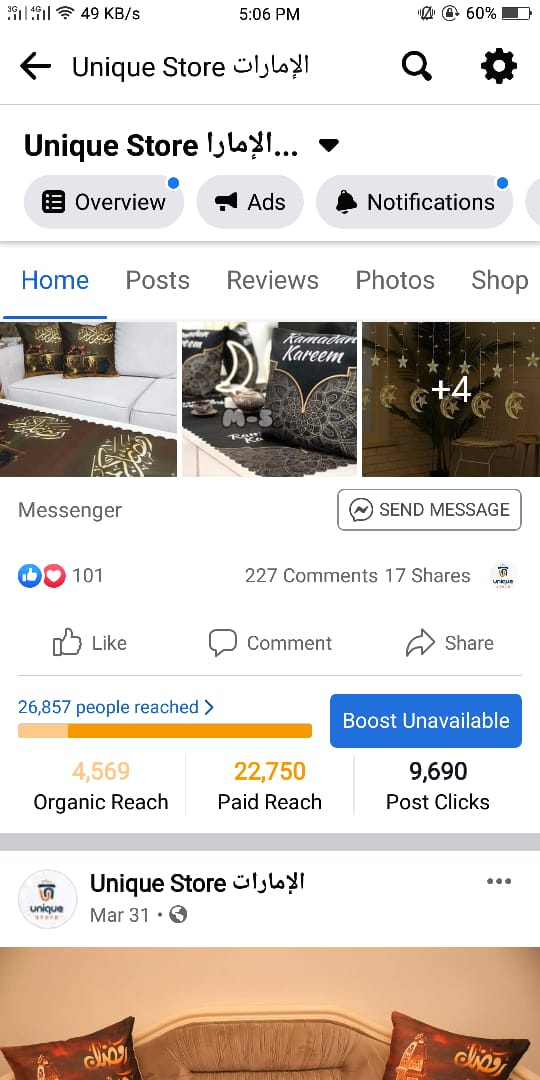 3G 4G 49 KB/s 5:06 PM 60%
Unique Store الإمارات
Unique Store الإمارا...
Overview Ads Notifications
Home Posts Reviews Photos Shop
Ramadan
Kareem
M-S
+4
Messenger SEND MESSAGE
101 227 Comments 17 Shares
unique
Like Comment Share
26,857 people reached
Boost Unavailable
4,569 22,750 9,690
Organic Reach Paid Reach Post Clicks
Unique Store الإمارات
Mar 31 •
unique
store
رمضان